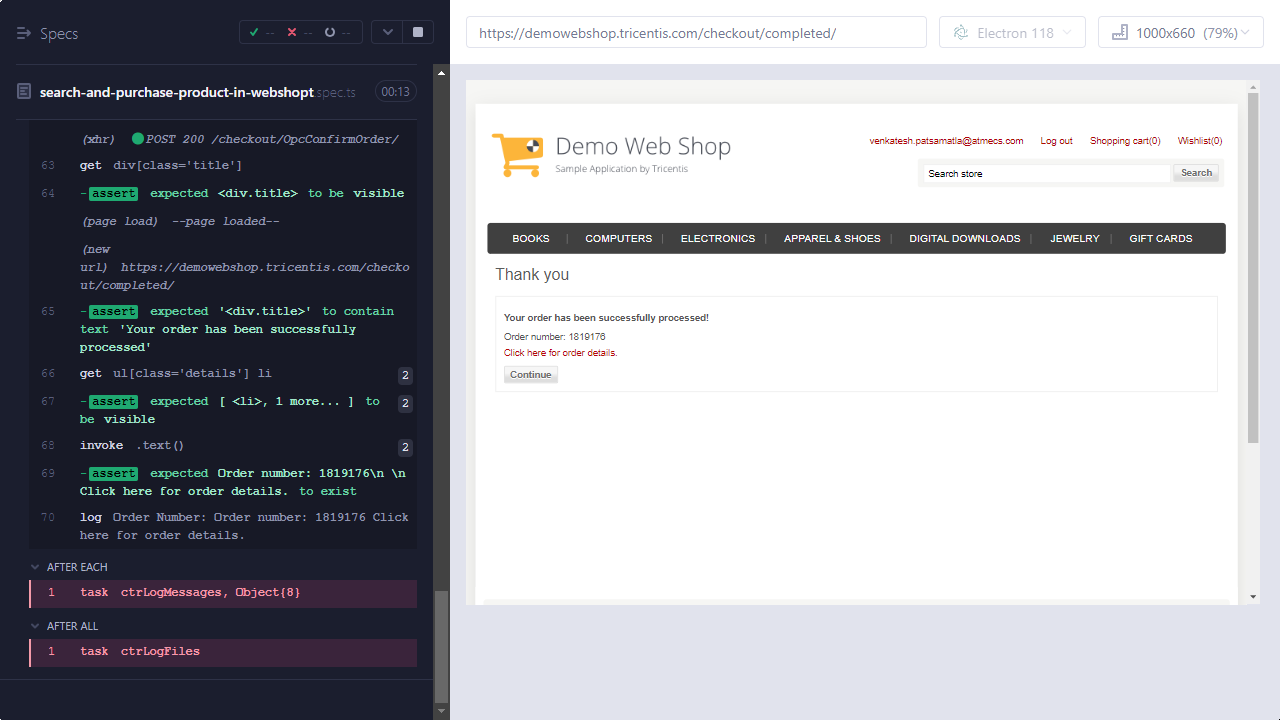 Specs
--
--
--
https://demowebshop.tricentis.com/checkout/completed/
Electron 118
1000x660 (79%)
search-and-purchase-product-in-webshopt.spec.ts
00:13
(xhr) POST 200 /checkout/OpcConfirmOrder/
63 get div[class='title']
64 -assert expected <div.title> to be visible
(page load) --page loaded--
(new
url) https://demowebshop.tricentis.com/checko
ut/completed/
65 -assert expected '<div.title>' to contain
text 'Your order has been successfully
processed'
66 get ul[class='details'] li 2
67 -assert expected [ <li>, 1 more... ] to 2
be visible
68 invoke .text() 2
69 -assert expected Order number: 1819176\n \n
Click here for order details. to exist
70 log Order Number: Order number: 1819176 Click
here for order details.
AFTER EACH
1 task ctrLogMessages, Object{8}
AFTER ALL
1 task ctrLogFiles
Demo Web Shop
Sample Application by Tricentis
venkatesh.patsamatla@atmecs.com Log out Shopping cart(0) Wishlist(0)
Search store Search
BOOKS | COMPUTERS | ELECTRONICS | APPAREL & SHOES | DIGITAL DOWNLOADS | JEWELRY | GIFT CARDS
Thank you
Your order has been successfully processed!
Order number: 1819176
Click here for order details.
Continue